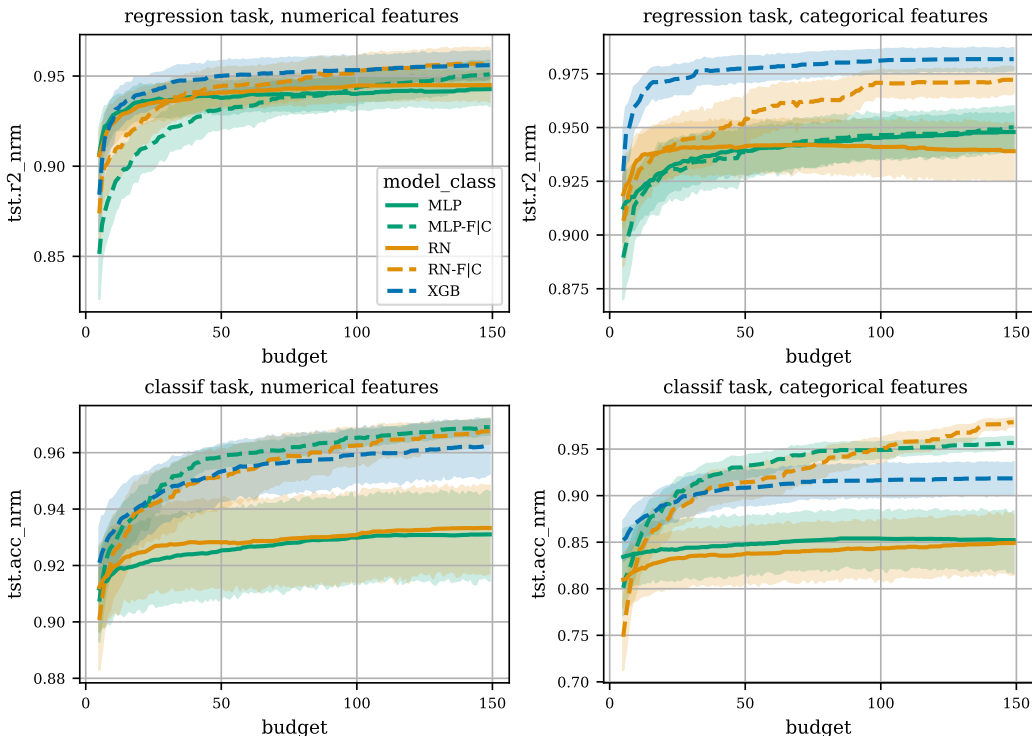 regression task, numerical features
tst.r2_nrm
0.95
0.90
0.85
0
50
100
150
budget
model_class
MLP
MLP-F|C
RN
RN-F|C
XGB
regression task, categorical features
tst.r2_nrm
0.975
0.950
0.925
0.900
0.875
0
50
100
150
budget
classif task, numerical features
tst.acc_nrm
0.96
0.94
0.92
0.90
0.88
0
50
100
150
budget
classif task, categorical features
tst.acc_nrm
0.95
0.90
0.85
0.80
0.75
0.70
0
50
100
150
budget